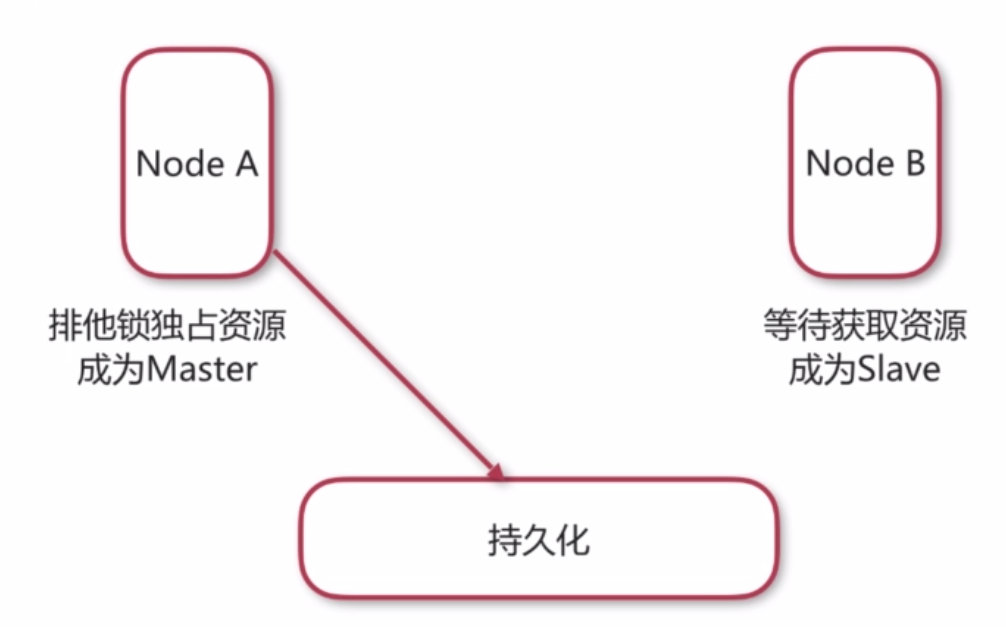 Node A
Node B
排他锁独占资源
成为Master
等待获取资源
成为Slave
持久化